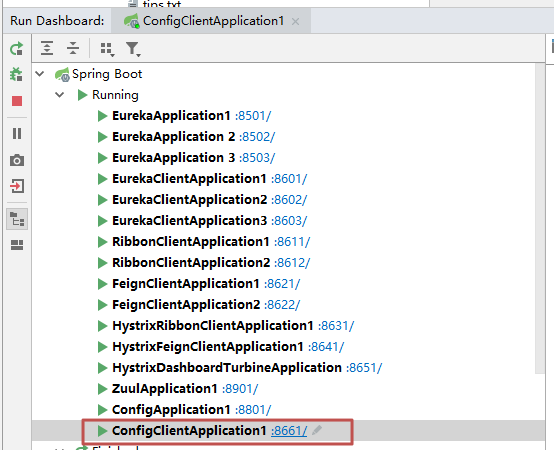 tips.txt
Run Dashboard: ConfigClientApplication1 ×
Spring Boot
Running
EurekaApplication1 :8501/
EurekaApplication 2 :8502/
EurekaApplication 3 :8503/
EurekaClientApplication1 :8601/
EurekaClientApplication2 :8602/
EurekaClientApplication3 :8603/
RibbonClientApplication1 :8611/
RibbonClientApplication2 :8612/
FeignClientApplication1 :8621/
FeignClientApplication2 :8622/
HystrixRibbonClientApplication1 :8631/
HystrixFeignClientApplication1 :8641/
HystrixDashboardTurbineApplication :8651/
ZuulApplication1 :8901/
ConfigApplication1 :8801/
ConfigClientApplication1 :8661/